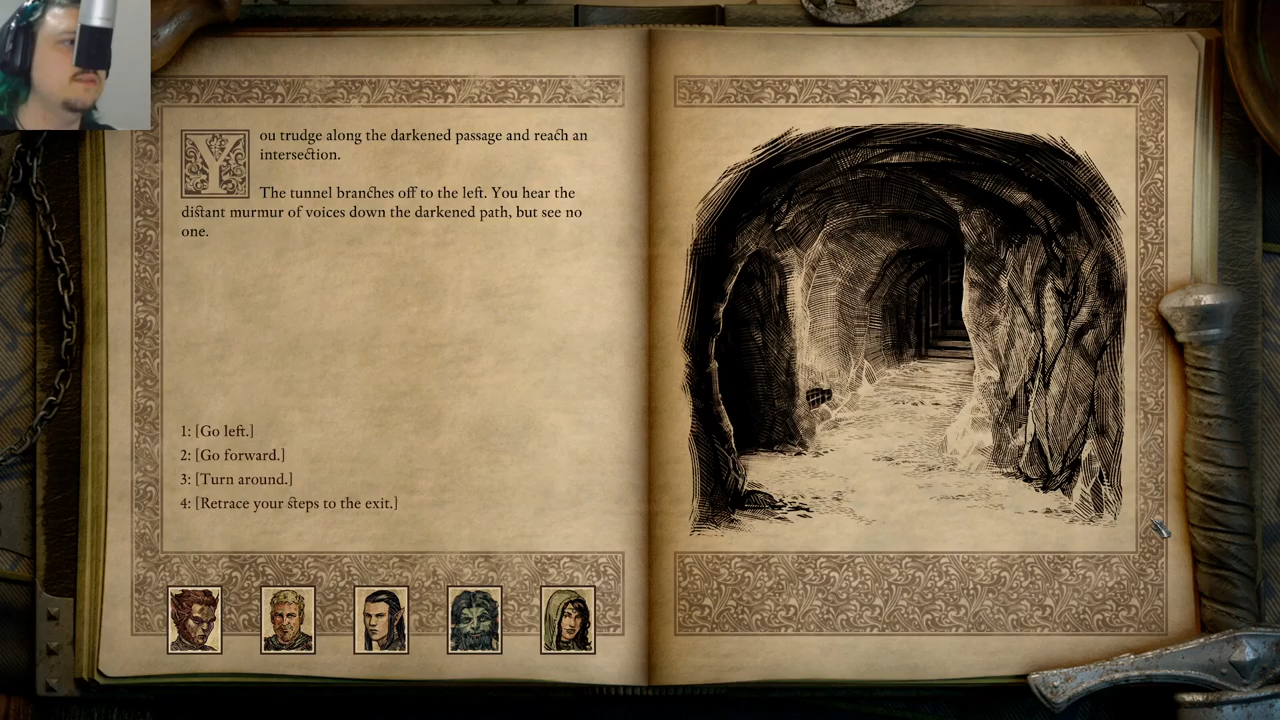 You trudge along the darkened passage and reach an
intersection.
The tunnel branches off to the left. You hear the
distant murmur of voices down the darkened path, but see no
one.
1: [Go left.]
2: [Go forward.]
3: [Turn around.]
4: [Retrace your steps to the exit.]